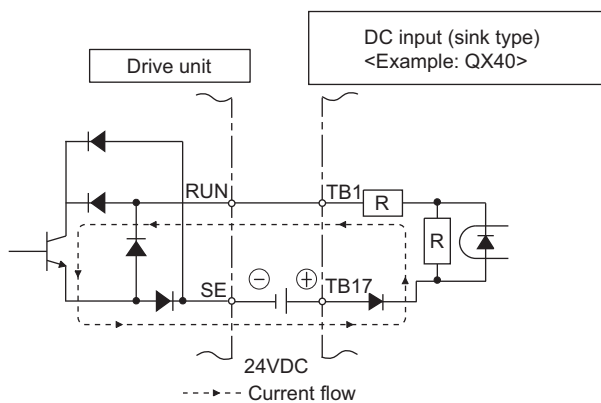 DC input (sink type)
<Example: QX40>
Drive unit
RUN
TB1
R
R
SE
⊖
⊕
TB17
24VDC
Current flow